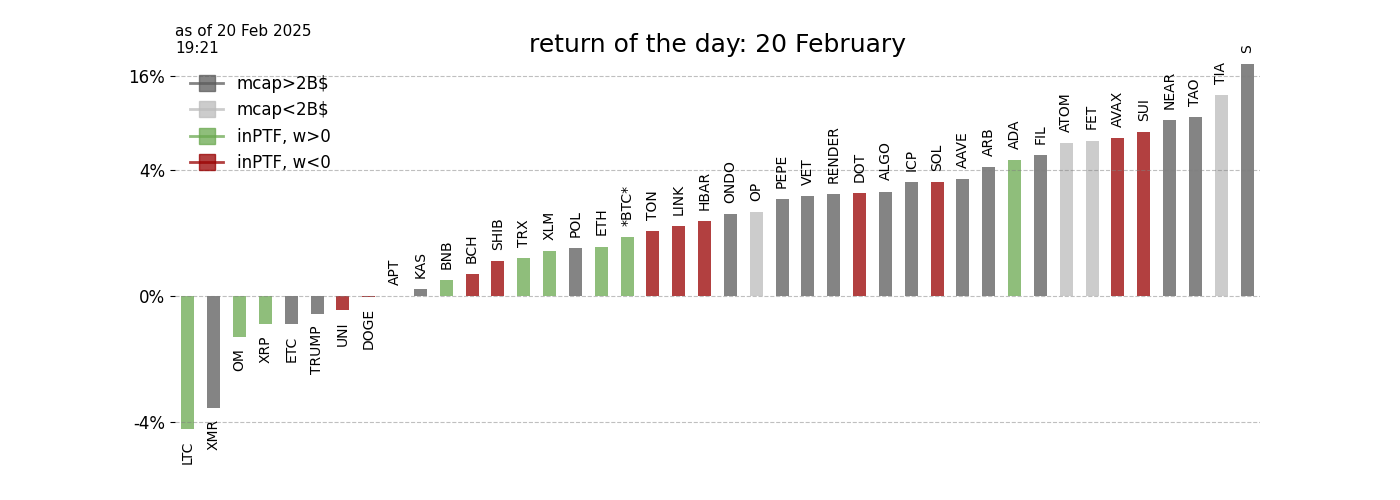 as of 20 Feb 2025
19:21
return of the day: 20 February
16%
4%
0%
-4%
mcap>2B$
mcap<2B$
inPTF, w>0
inPTF, w<0
LTC
XMR
OM
XRP
ETC
TRUMP
UNI
DOGE
APT
KAS
BNB
BCH
SHIB
TRX
XLM
POL
ETH
*BTC*
TON
LINK
HBAR
ONDO
OP
PEPE
VET
RENDER
DOT
ALGO
ICP
SOL
AAVE
ARB
ADA
FIL
ATOM
FET
AVAX
SUI
NEAR
TAO
TIA
S